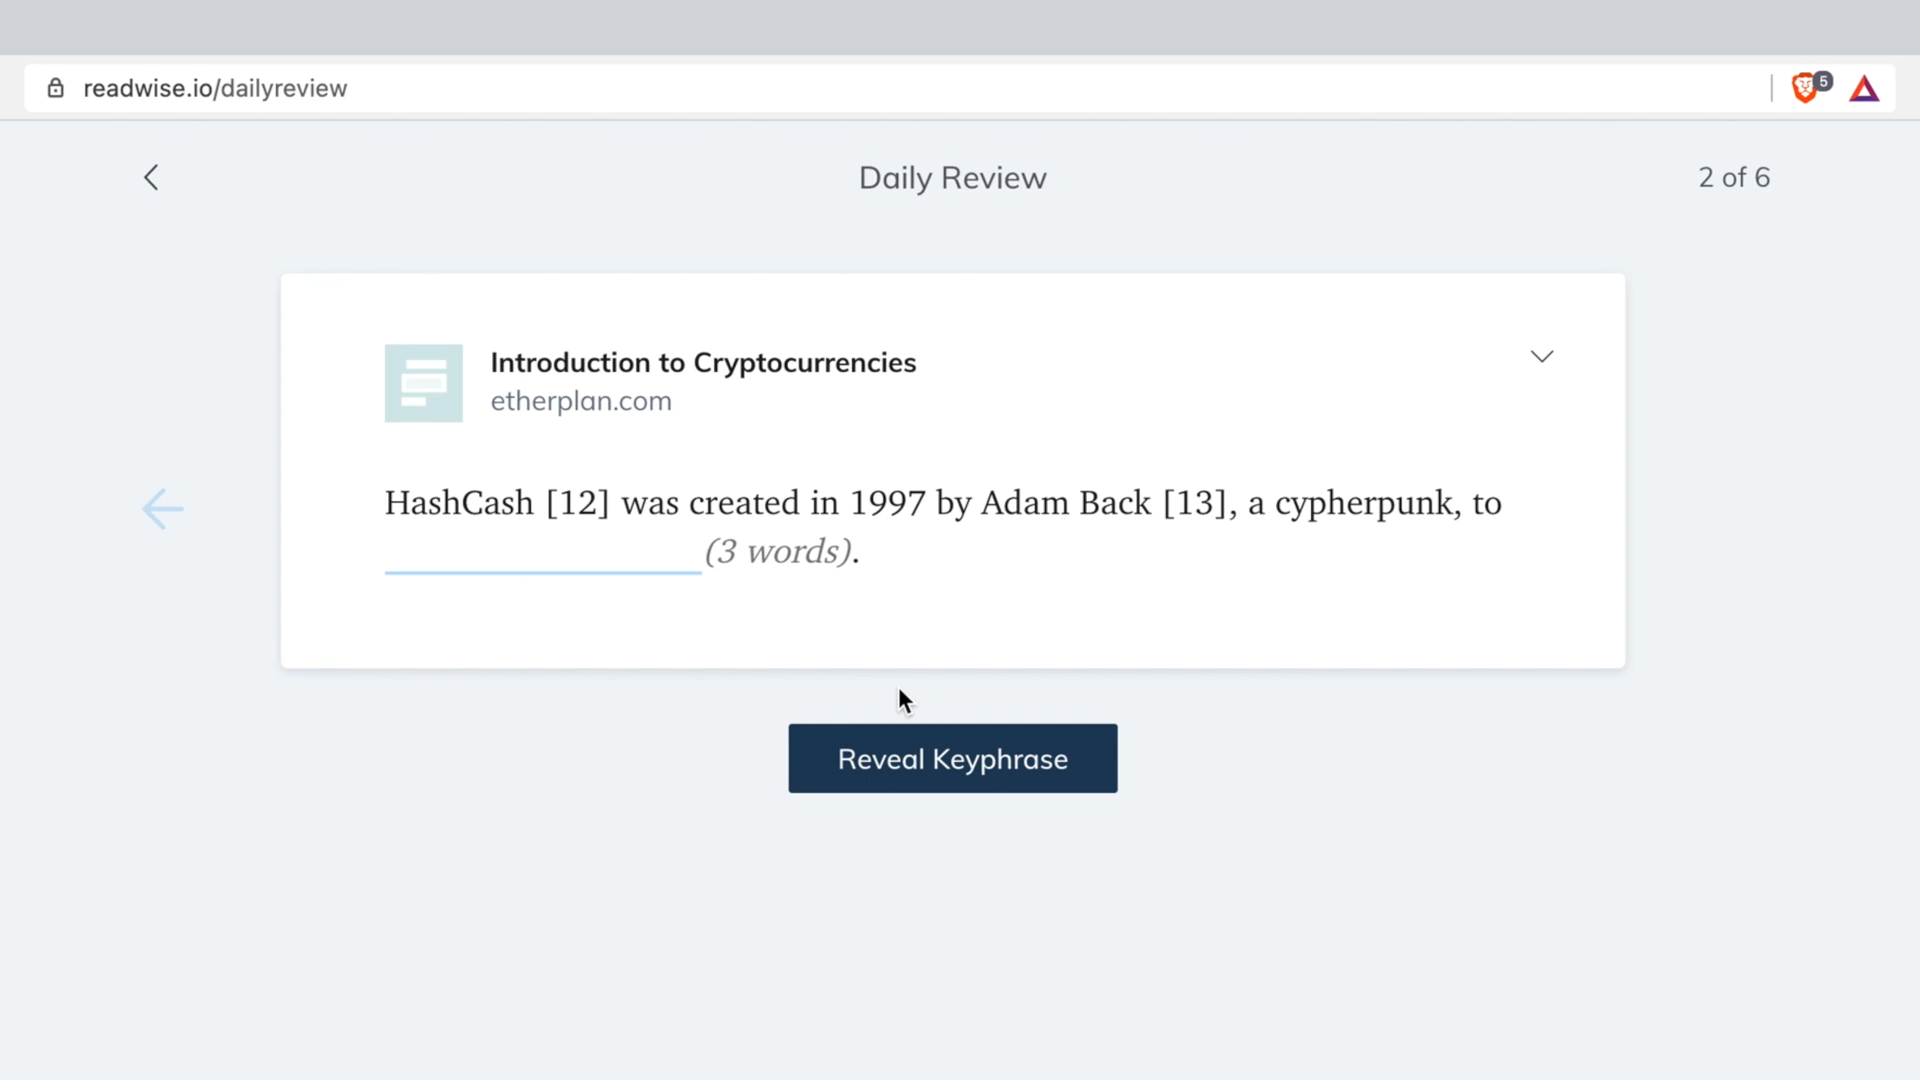 readwise.io/dailyreview
5
Daily Review
2 of 6
Introduction to Cryptocurrencies
etherplan.com
HashCash [12] was created in 1997 by Adam Back [13], a cypherpunk, to
(3 words).
Reveal Keyphrase